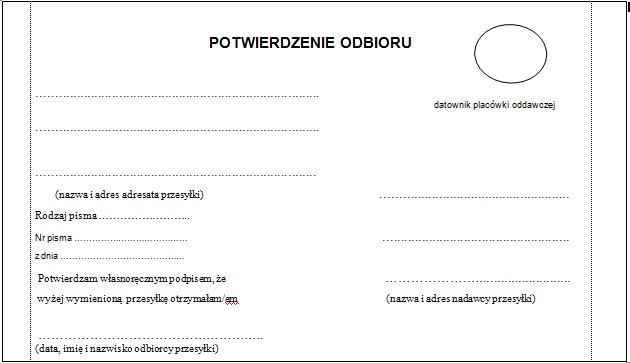 POTWIERDZENIE ODBIORU
datownik placówki oddawczej
……………………………………………………………………
……………………………………………………………………
……………………………………………………………………
(nazwa i adres adresata przesyłki)
Rodzaj pisma ……………………..
Nr pisma ......................................
z dnia ..........................................
Potwierdzam własnoręcznym podpisem, że
wyżej wymienioną przesyłkę otrzymałam/em
…………………………………………………….
(data, imię i nazwisko odbiorcy przesyłki)
……………………………………………
……………………………………………
……………………………………………
(nazwa i adres nadawcy przesyłki)